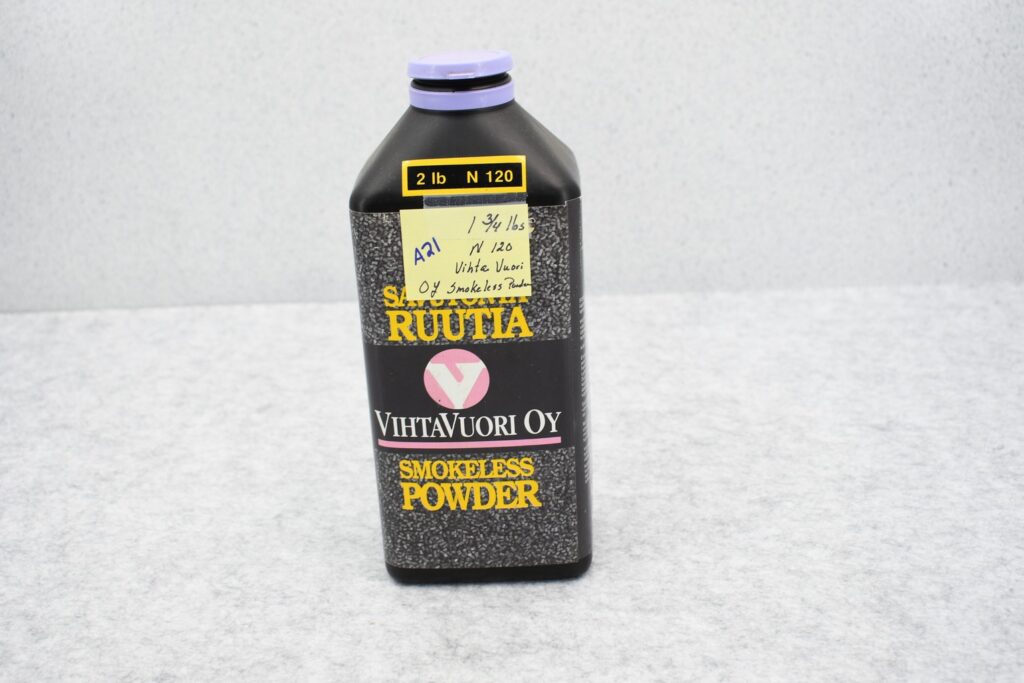 2 lb N 120
1 3/4 lbs
A21
N 120
Vihta Vuori
Oy Smokeless Powder
RUUTIA
V
VIHTAVUORI OY
SMOKELESS
POWDER